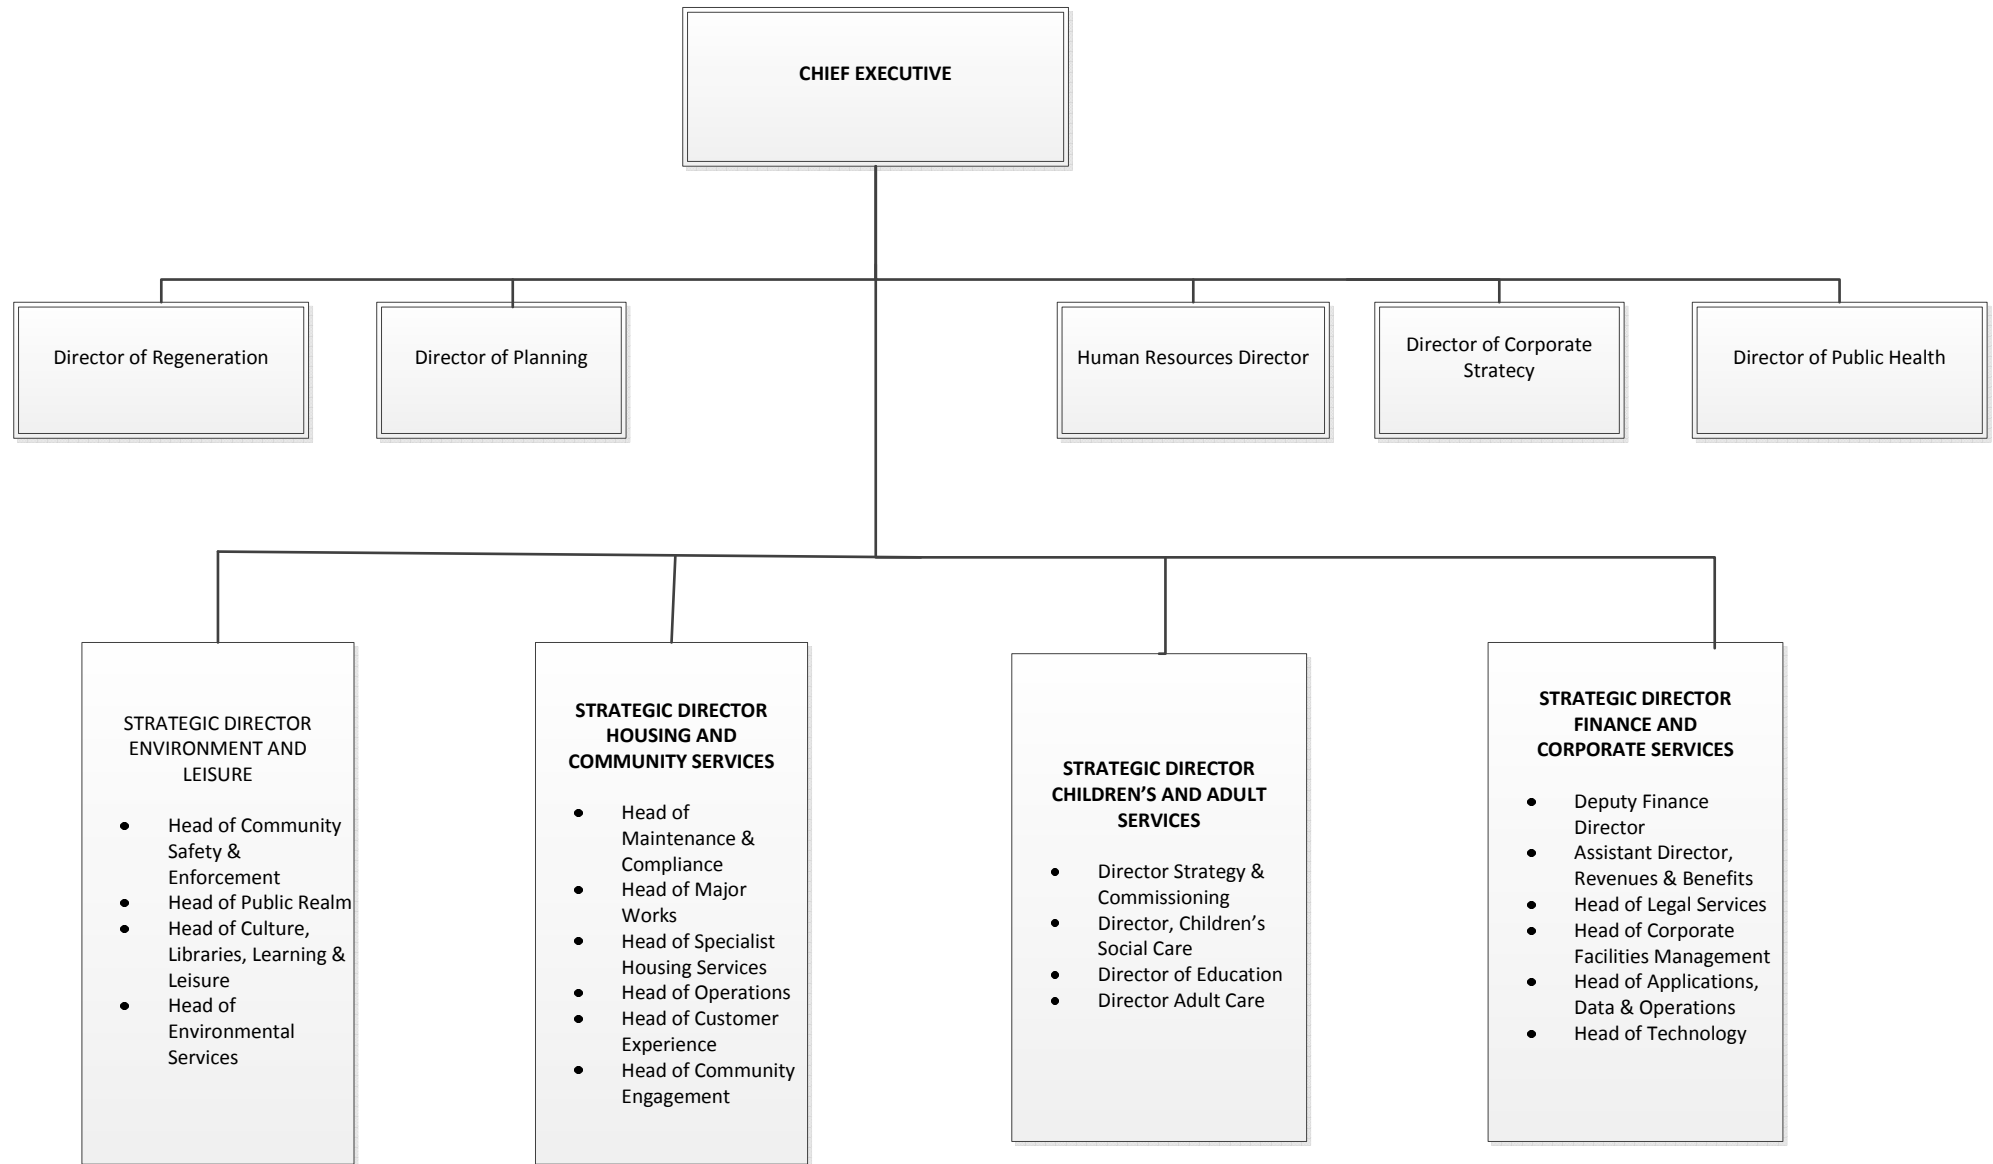 CHIEF EXECUTIVE
Director of Regeneration
Director of Planning
Human Resources Director
Director of Corporate
Stratecy
Director of Public Health
STRATEGIC DIRECTOR
ENVIRONMENT AND
LEISURE
• Head of Community
Safety &
Enforcement
• Head of Public Realm
• Head of Culture,
Libraries, Learning &
Leisure
• Head of
Environmental
Services
STRATEGIC DIRECTOR
HOUSING AND
COMMUNITY SERVICES
• Head of
Maintenance &
Compliance
• Head of Major
Works
• Head of Specialist
Housing Services
• Head of Operations
• Head of Customer
Experience
• Head of Community
Engagement
STRATEGIC DIRECTOR
CHILDREN’S AND ADULT
SERVICES
• Director Strategy &
Commissioning
• Director, Children’s
Social Care
• Director of Education
• Director Adult Care
STRATEGIC DIRECTOR
FINANCE AND
CORPORATE SERVICES
• Deputy Finance
Director
• Assistant Director,
Revenues & Benefits
• Head of Legal Services
• Head of Corporate
Facilities Management
• Head of Applications,
Data & Operations
• Head of Technology